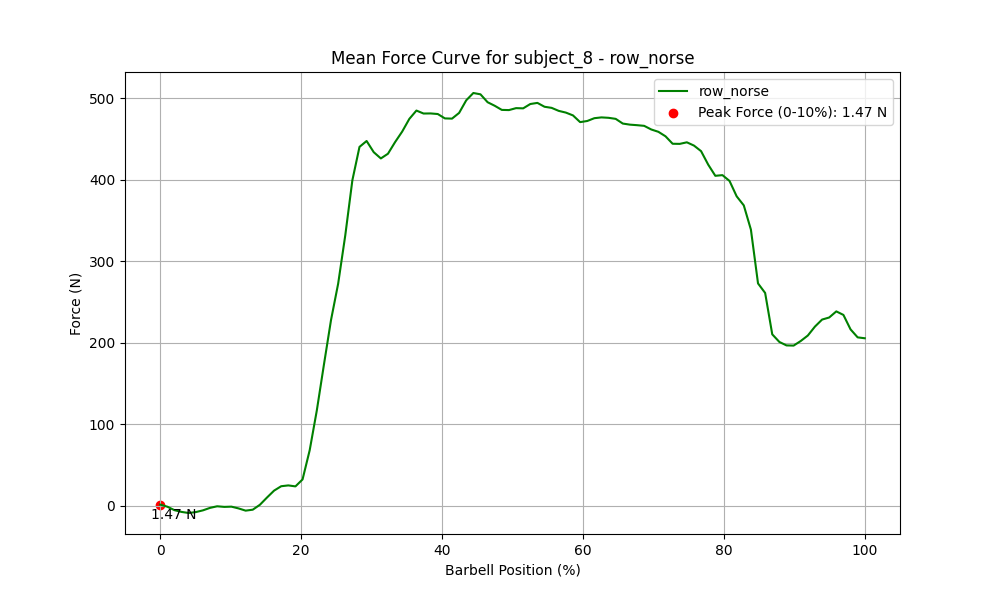 Mean Force Curve for subject_8 - row_norse
row_norse
Peak Force (0-10%): 1.47 N
500
400
300
200
100
0
Force (N)
1.47 N
0
20
40
60
80
100
Barbell Position (%)